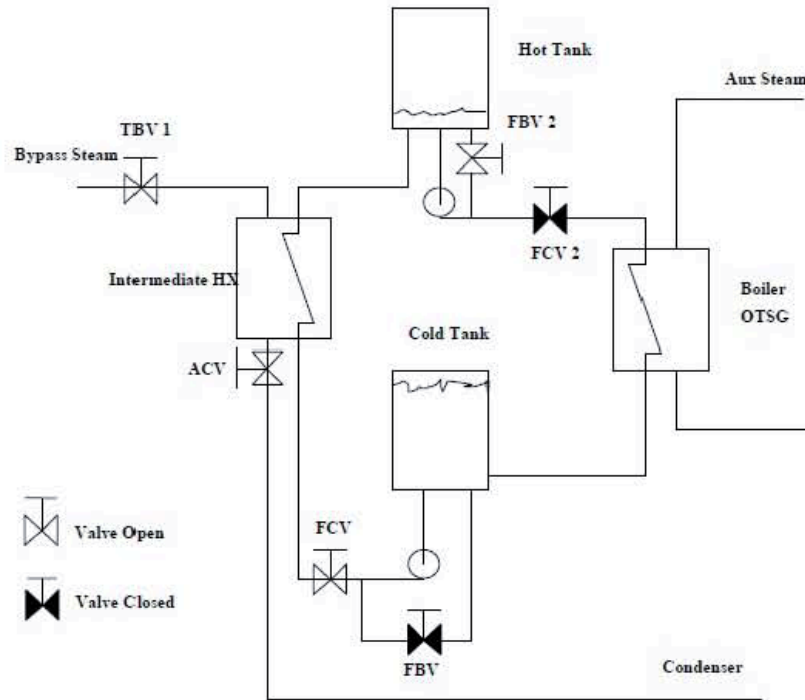 Hot Tank
Aux Steam
TBV 1
FBV 2
Bypass Steam
FCV 2
Intermediate HX
Boiler
OTSG
Cold Tank
ACV
FCV
Valve Open
Valve Closed
FBV
Condenser